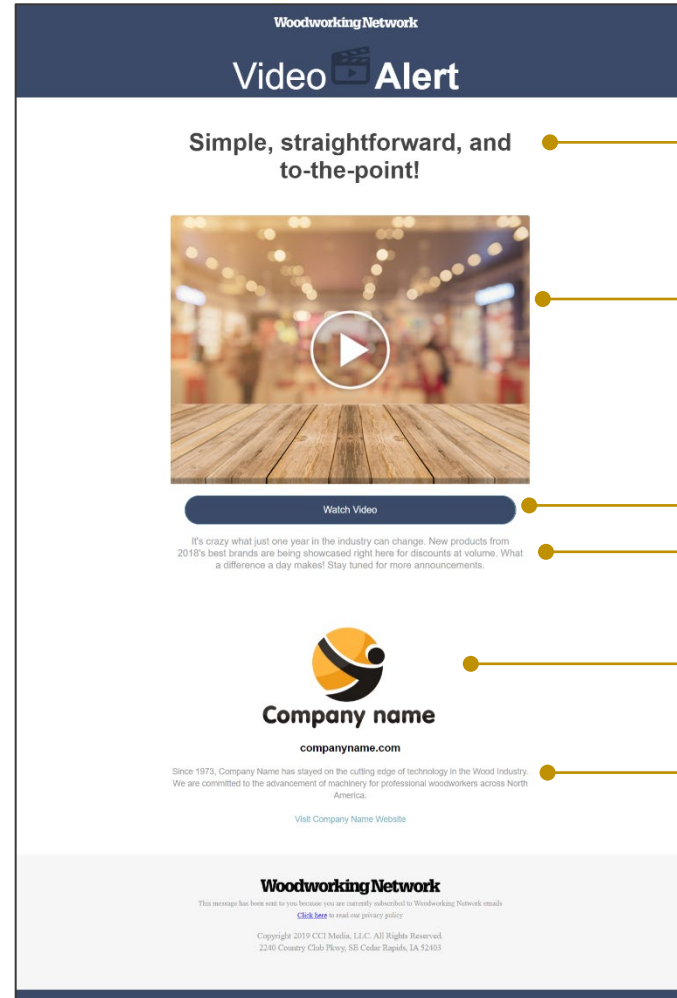 Woodworking Network
Video Alert
Simple, straightforward, and
to-the-point!
Watch Video
It's crazy what just one year in the industry can change. New products from
2018's best brands are being showcased right here for discounts at volume. What
a difference a day makes! Stay tuned for more announcements.
Company name
companyname.com
Since 1973, Company Name has stayed on the cutting edge of technology in the Wood Industry.
We are committed to the advancement of machinery for professional woodworkers across North
America.
Visit Company Name Website
Woodworking Network
This message has been sent to you because you are currently subscribed to Woodworking Network emails
Click here to read our privacy policy
Copyright 2019 CCI Media, LLC. All Rights Reserved.
2240 Country Club Pkwy, SE Cedar Rapids, IA 52403